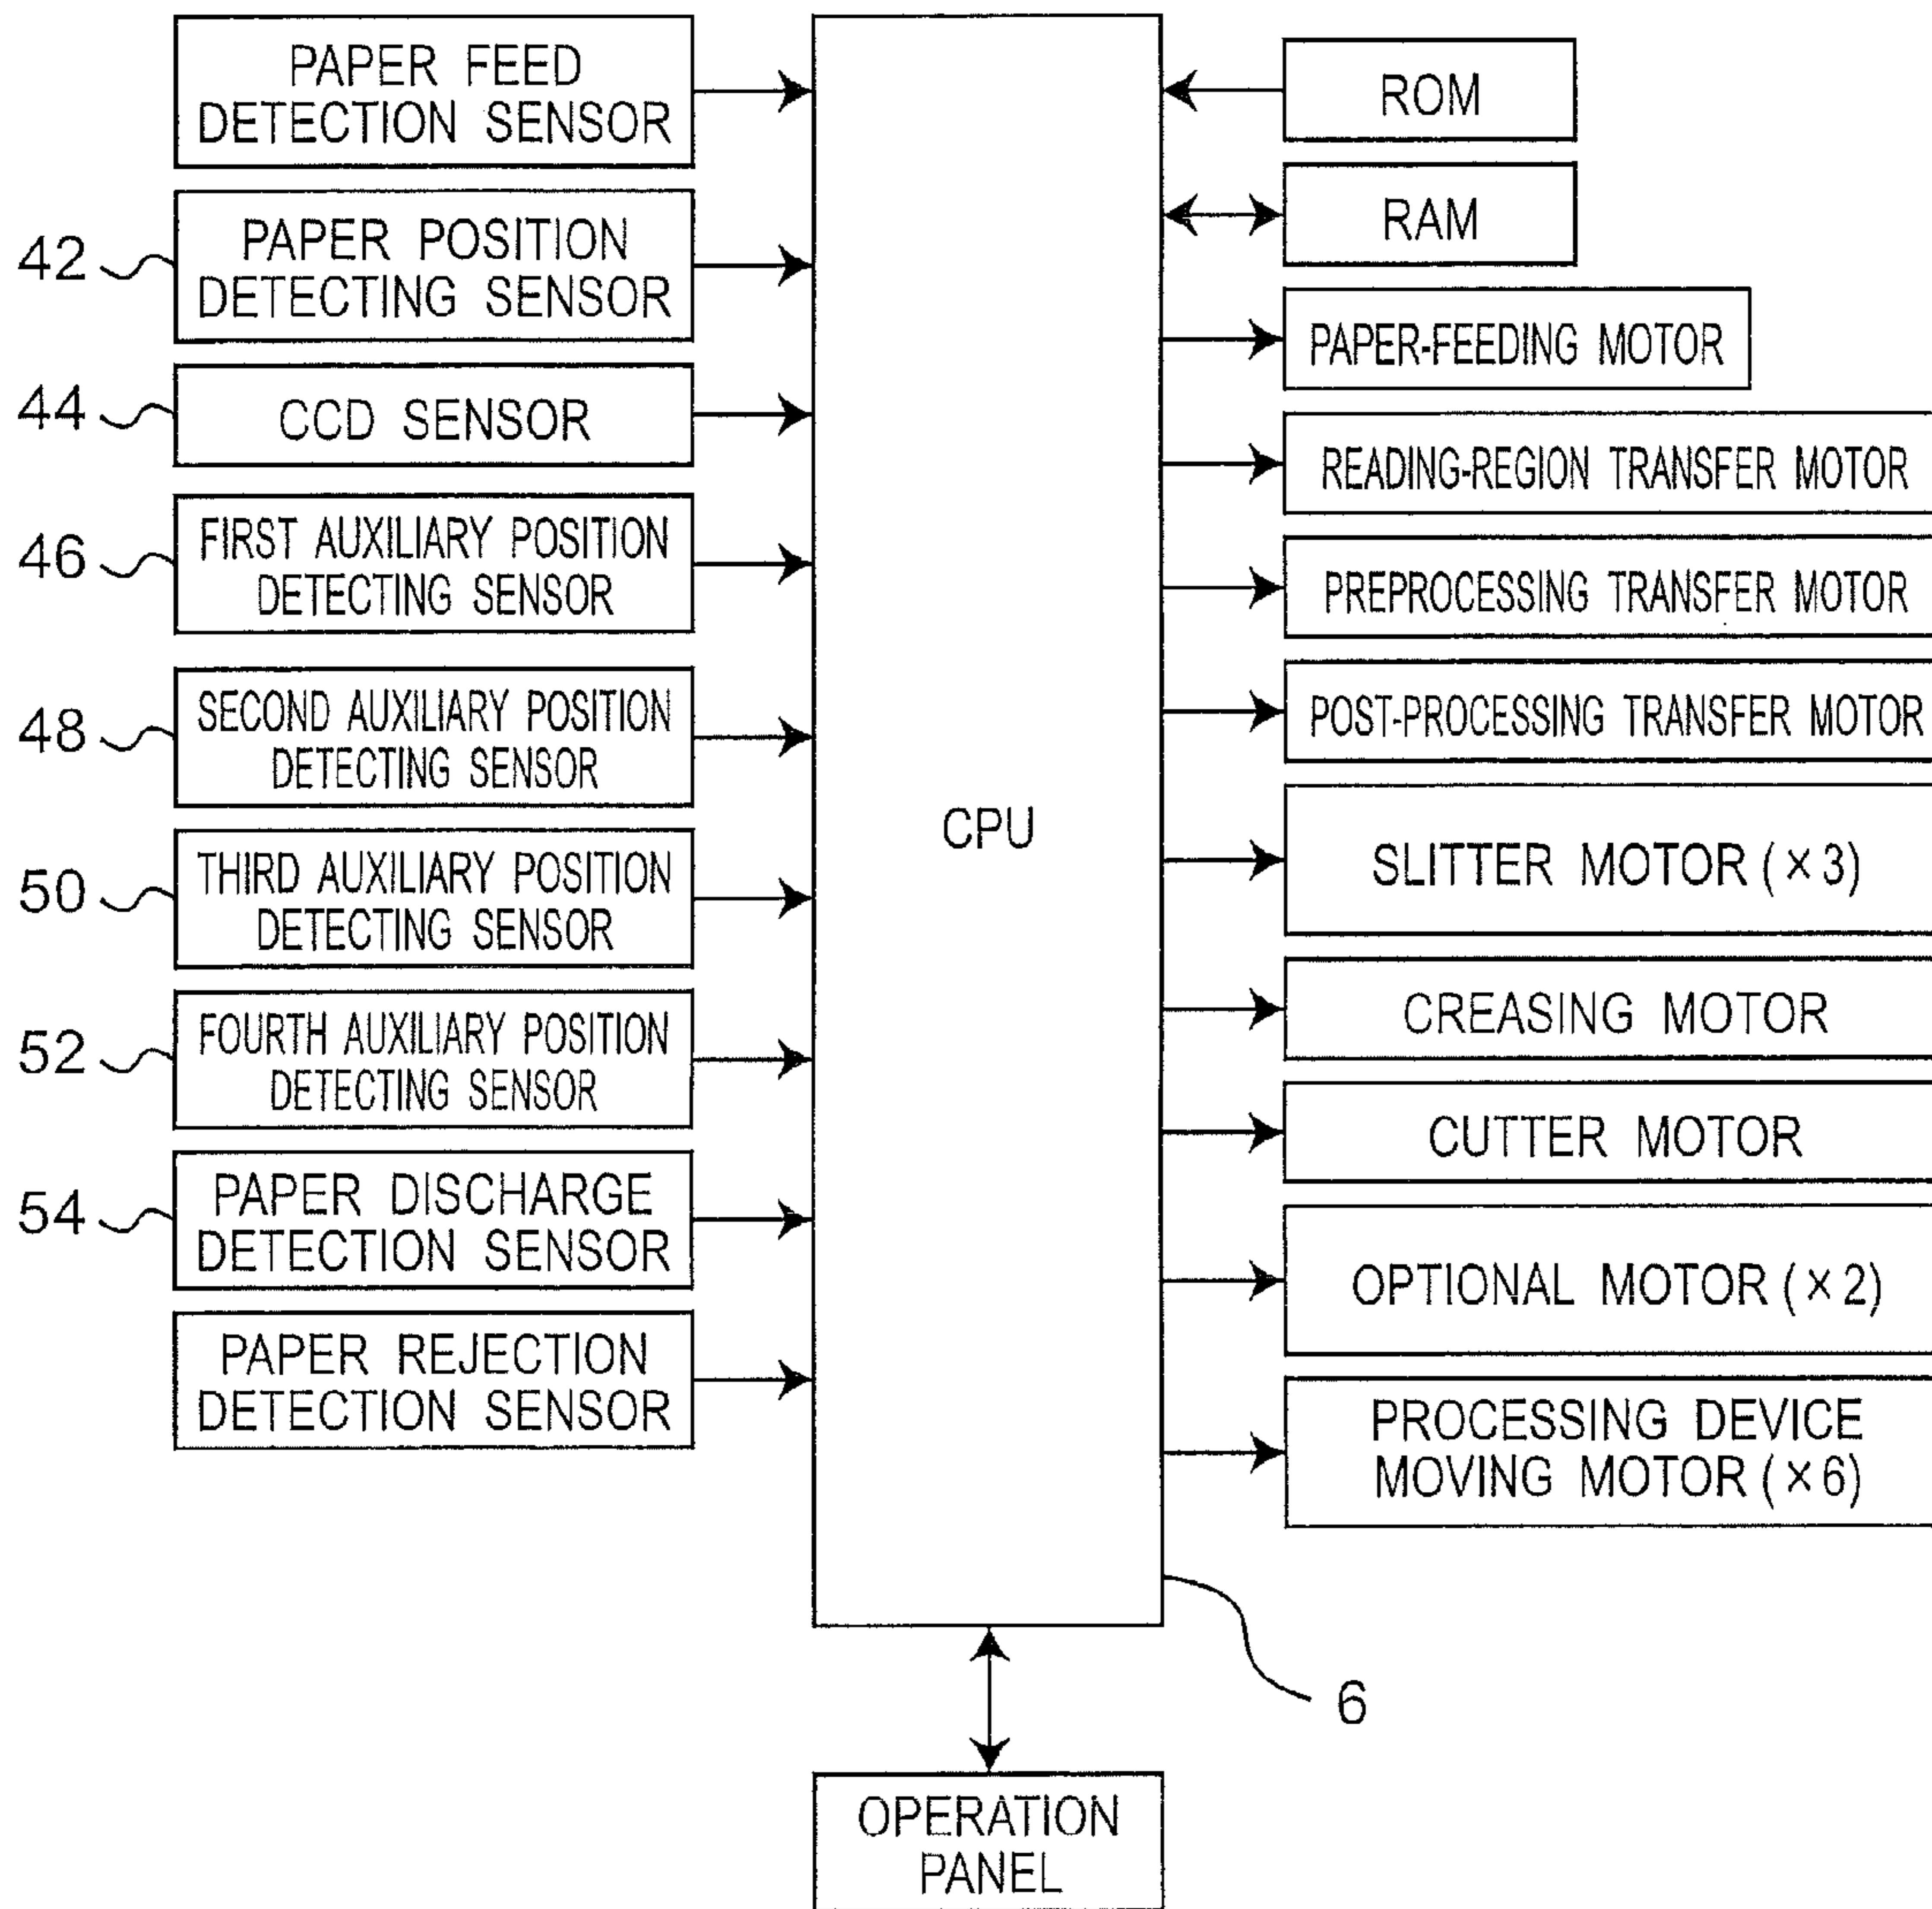 PAPER FEED
DETECTION SENSOR
42
PAPER POSITION
DETECTING SENSOR
44
CCD SENSOR
46
FIRST AUXILIARY POSITION
DETECTING SENSOR
48
SECOND AUXILIARY POSITION
DETECTING SENSOR
50
THIRD AUXILIARY POSITION
DETECTING SENSOR
52
FOURTH AUXILIARY POSITION
DETECTING SENSOR
54
PAPER DISCHARGE
DETECTION SENSOR
PAPER REJECTION
DETECTION SENSOR
CPU
6
OPERATION
PANEL
ROM
RAM
PAPER-FEEDING MOTOR
READING-REGION TRANSFER MOTOR
PREPROCESSING TRANSFER MOTOR
POST-PROCESSING TRANSFER MOTOR
SLITTER MOTOR (×3)
CREASING MOTOR
CUTTER MOTOR
OPTIONAL MOTOR (×2)
PROCESSING DEVICE
MOVING MOTOR (×6)